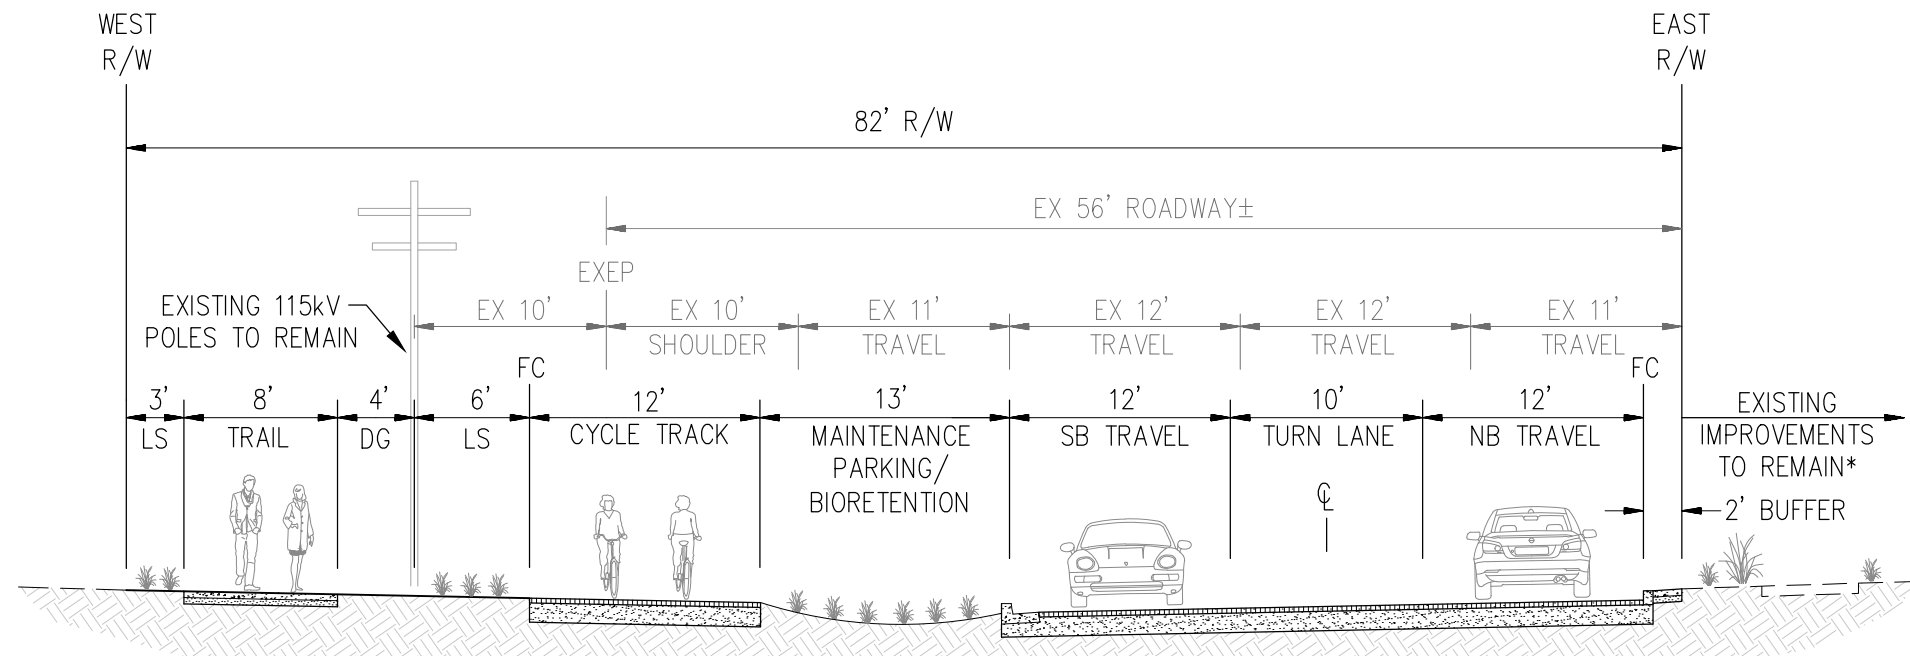 WEST
R/W
EAST
R/W
82' R/W
EX 56' ROADWAY±
EXEP
EXISTING 115kV
POLES TO REMAIN
EX 10'
EX 10'
SHOULDER
EX 11'
TRAVEL
EX 12'
TRAVEL
EX 12'
TRAVEL
EX 11'
TRAVEL
FC
FC
3'
LS
8'
TRAIL
4'
DG
6'
LS
12'
CYCLE TRACK
13'
MAINTENANCE
PARKING/
BIORETENTION
12'
SB TRAVEL
10'
TURN LANE
℄
12'
NB TRAVEL
EXISTING
IMPROVEMENTS
TO REMAIN*
2' BUFFER